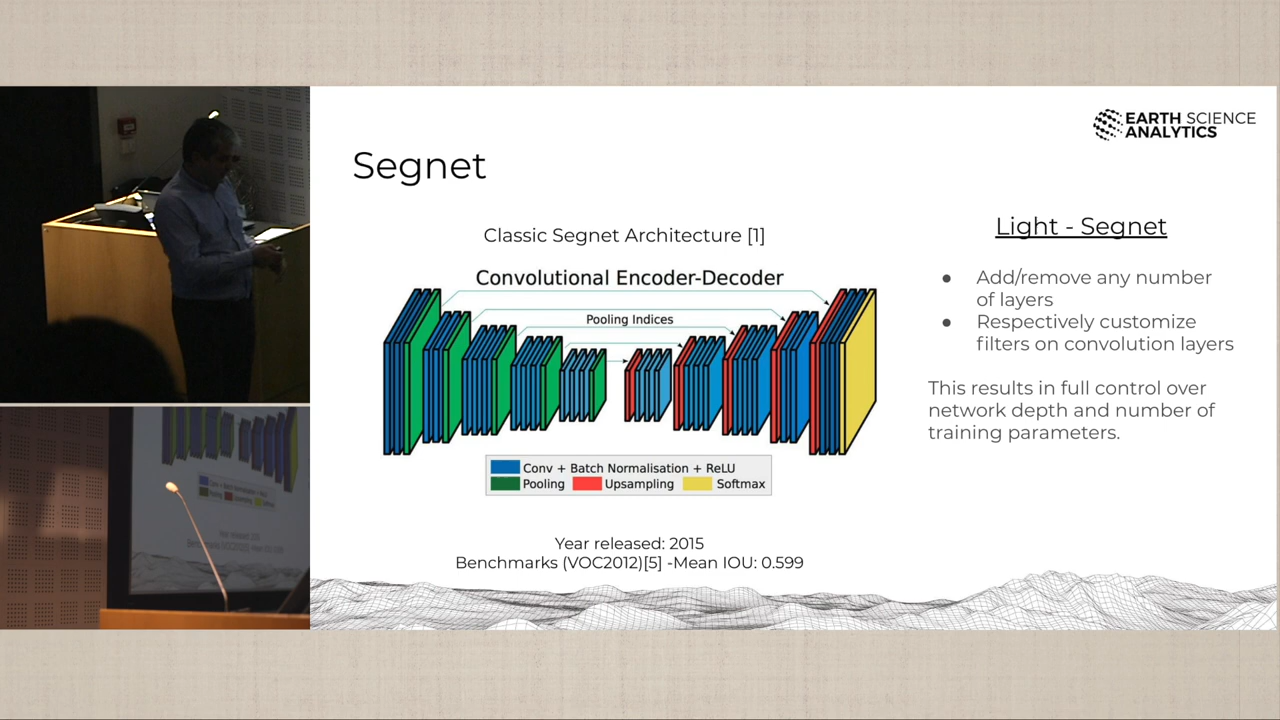 EARTH SCIENCE
ANALYTICS
Segnet
Classic Segnet Architecture [1]
Convolutional Encoder-Decoder
Pooling Indices
Conv + Batch Normalisation + ReLU
Pooling Upsampling Softmax
Year released: 2015
Benchmarks (VOC2012)[5] -Mean IOU: 0.599
Light - Segnet
● Add/remove any number
of layers
● Respectively customize
filters on convolution layers
This results in full control over
network depth and number of
training parameters.